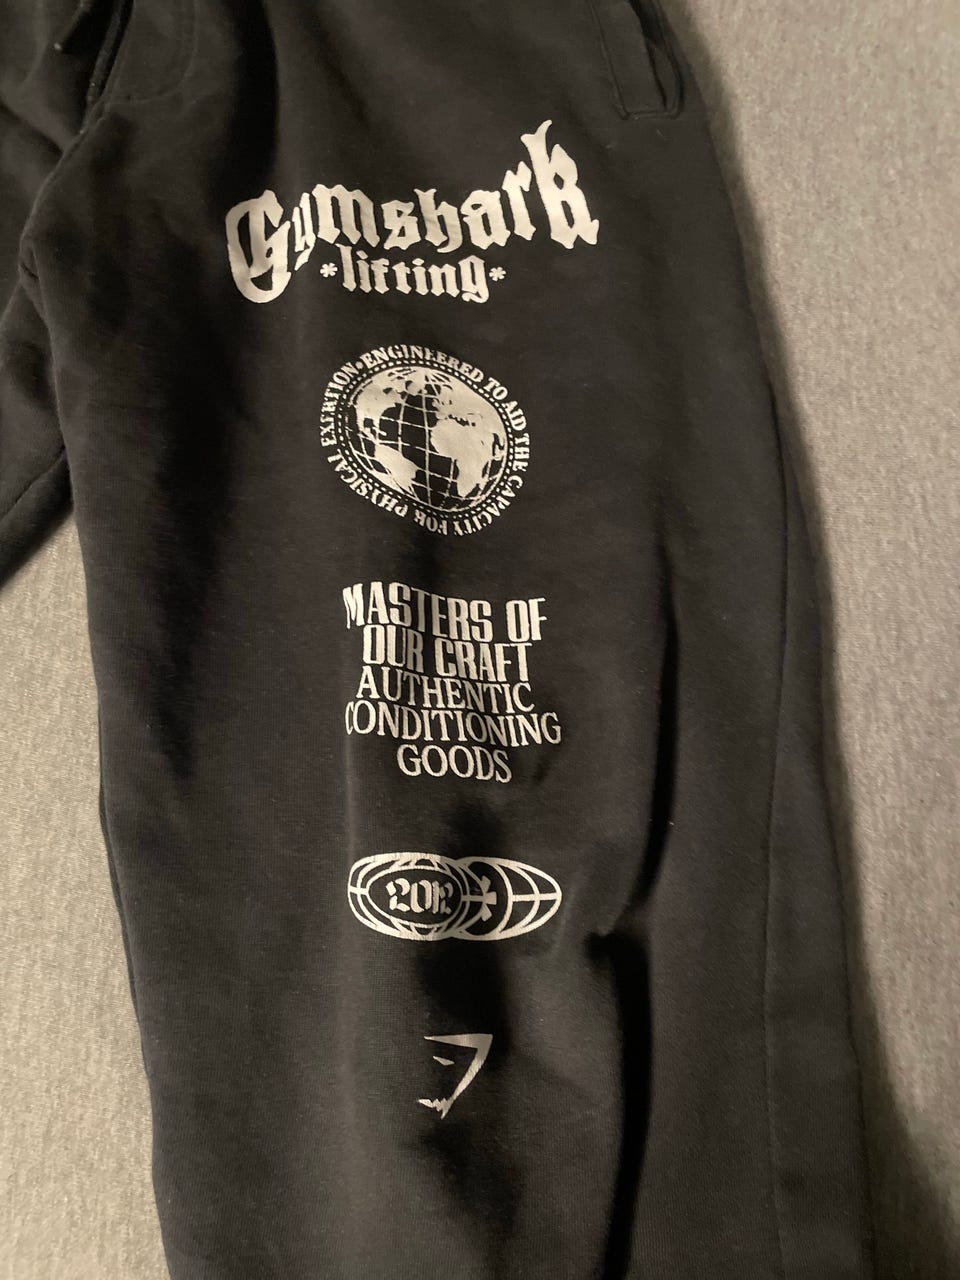 Gymshark
*lifting*
ENGINEERED TO AID THE CAPACITY FOR PHYSICAL EXERTION•
MASTERS OF
OUR CRAFT
AUTHENTIC
CONDITIONING
GOODS
2012 *